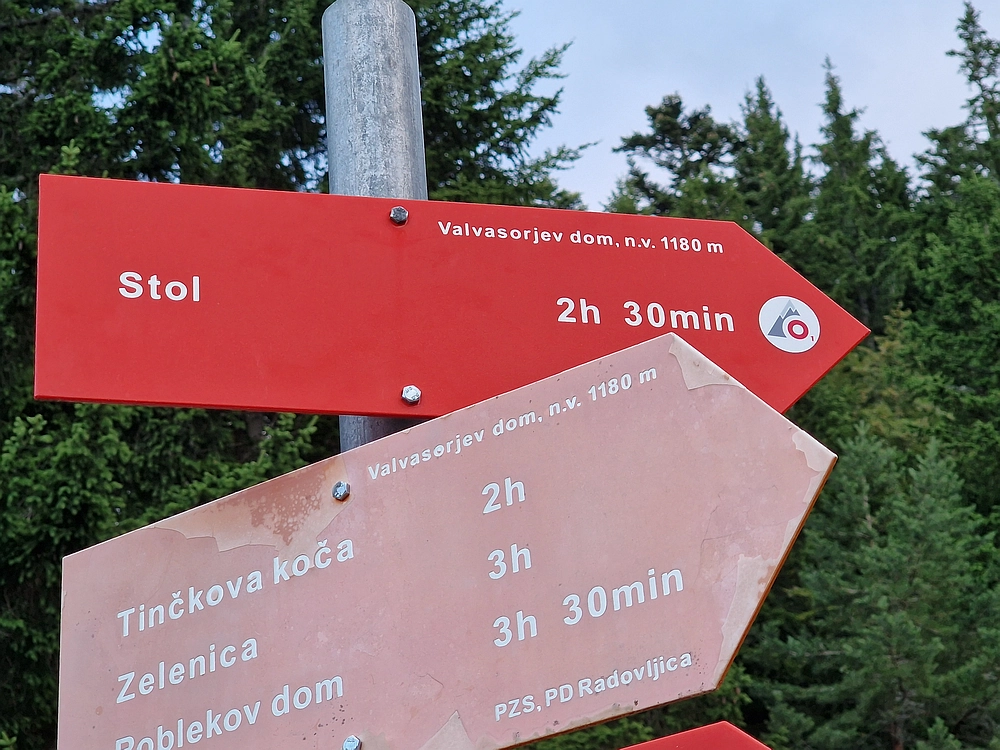 Valvasorjev dom, n.v. 1180 m
Stol 2h 30min
1
Valvasorjev dom, n.v. 1180 m
Tinčkova koča 2h
Zelenica 3h
Roblekov dom 3h 30min
PZS, PD Radovljica